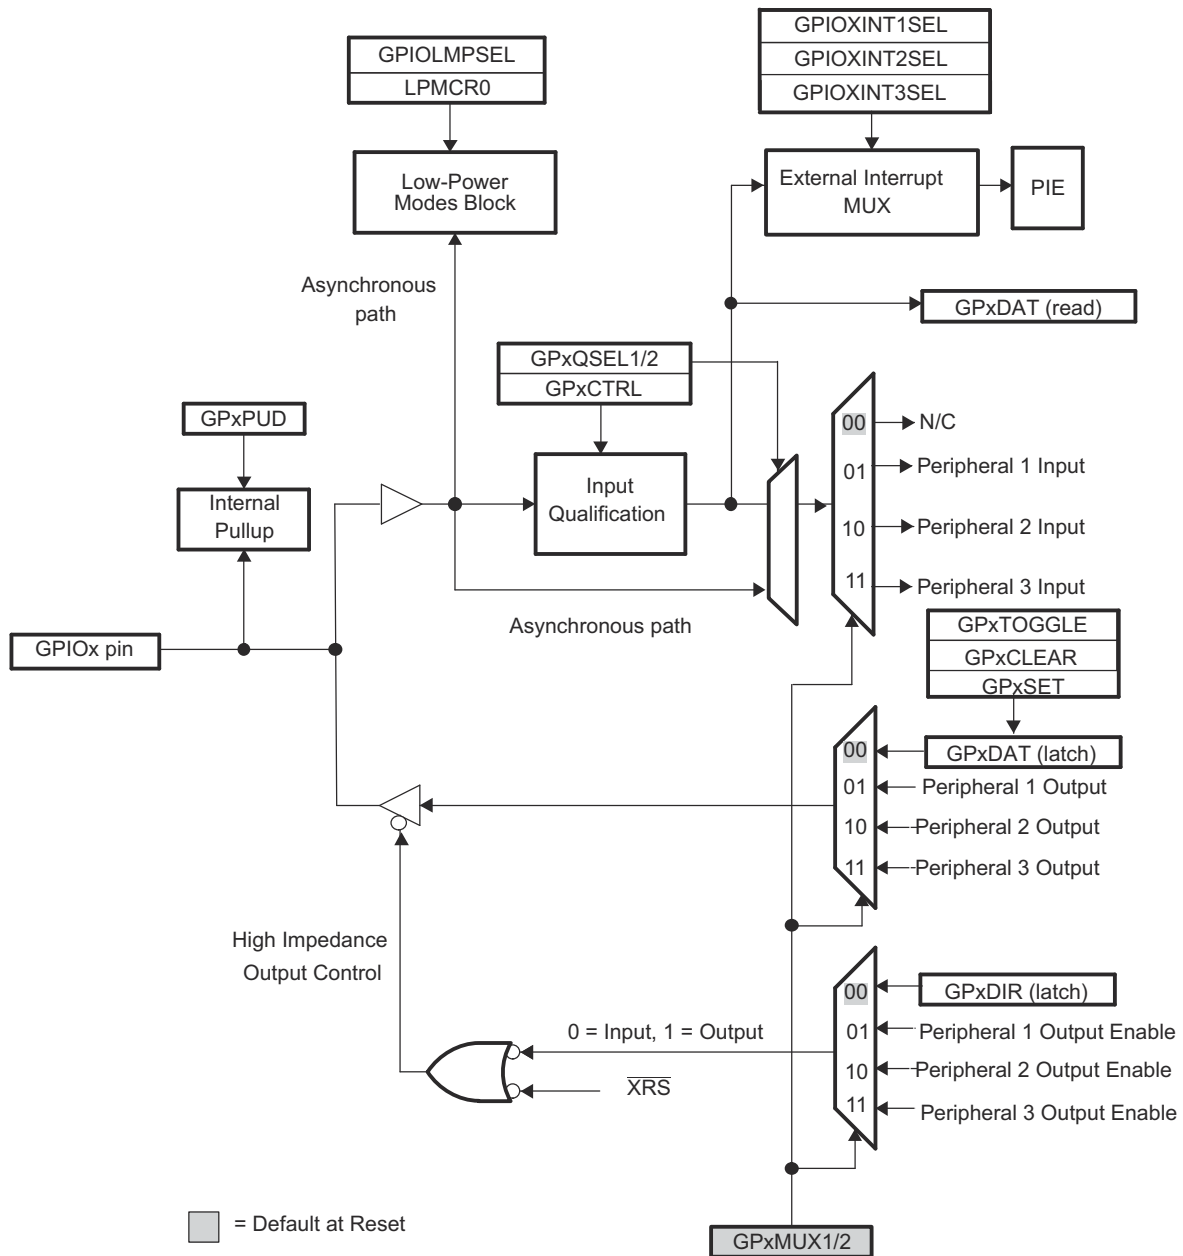 GPIOLMPSEL
LPMCR0
GPIOXINT1SEL
GPIOXINT2SEL
GPIOXINT3SEL
Low-Power
Modes Block
External Interrupt
MUX
PIE
Asynchronous
path
GPxDAT (read)
GPxQSEL1/2
GPxCTRL
GPxPUD
Internal
Pullup
Input
Qualification
00
N/C
01
Peripheral 1 Input
10
Peripheral 2 Input
11
Peripheral 3 Input
Asynchronous path
GPIOx pin
GPxTOGGLE
GPxCLEAR
GPxSET
00
GPxDAT (latch)
01
Peripheral 1 Output
10
Peripheral 2 Output
11
Peripheral 3 Output
High Impedance
Output Control
00
GPxDIR (latch)
0 = Input, 1 = Output
01
Peripheral 1 Output Enable
10
Peripheral 2 Output Enable
XRS
11
Peripheral 3 Output Enable
= Default at Reset
GPxMUX1/2